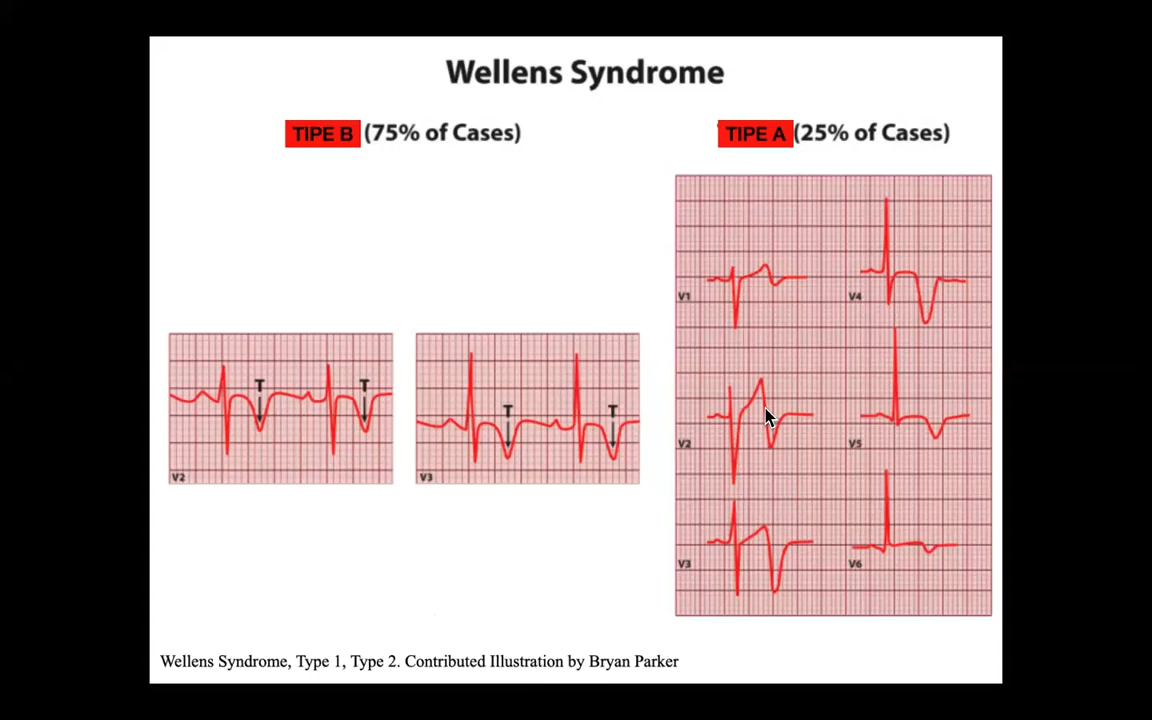 Wellens Syndrome
TIPE B (75% of Cases)
TIPE A (25% of Cases)
T T
V2
T T
V3
V1
V4
V2
V5
V3
V6
Wellens Syndrome, Type 1, Type 2. Contributed Illustration by Bryan Parker